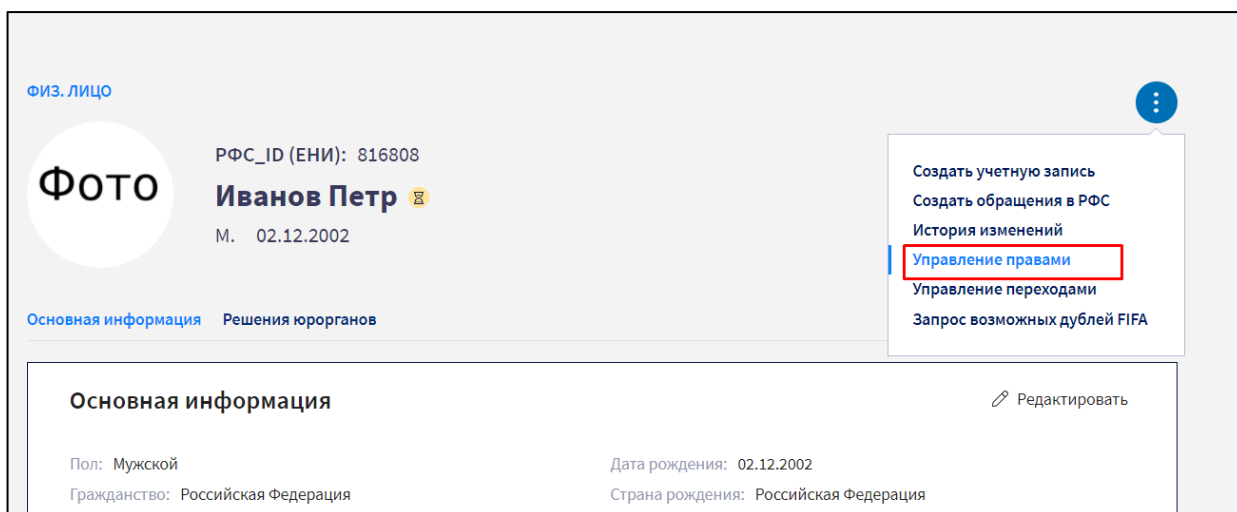 ФИЗ. ЛИЦО
Фото
РФС_ID (ЕНИ): 816808
Иванов Петр
М. 02.12.2002
Создать учетную запись
Создать обращения в РФС
История изменений
Управление правами
Управление переходами
Запрос возможных дублей FIFA
Основная информация Решения юрорганов
Основная информация
Редактировать
Пол: Мужской
Дата рождения: 02.12.2002
Гражданство: Российская Федерация
Страна рождения: Российская Федерация